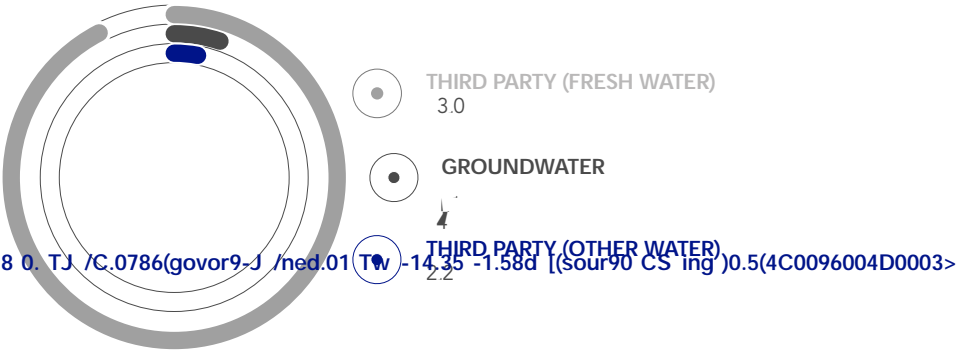 THIRD PARTY (FRESH WATER)
3.0
GROUNDWATER
THIRD PARTY (OTHER WATER)
8 0. TJ /C.0786(govor9-J /ned.01 Tw -14.35 -1.58d [(sour90 CS ing )0.5(4C0096004D0003>
2.2